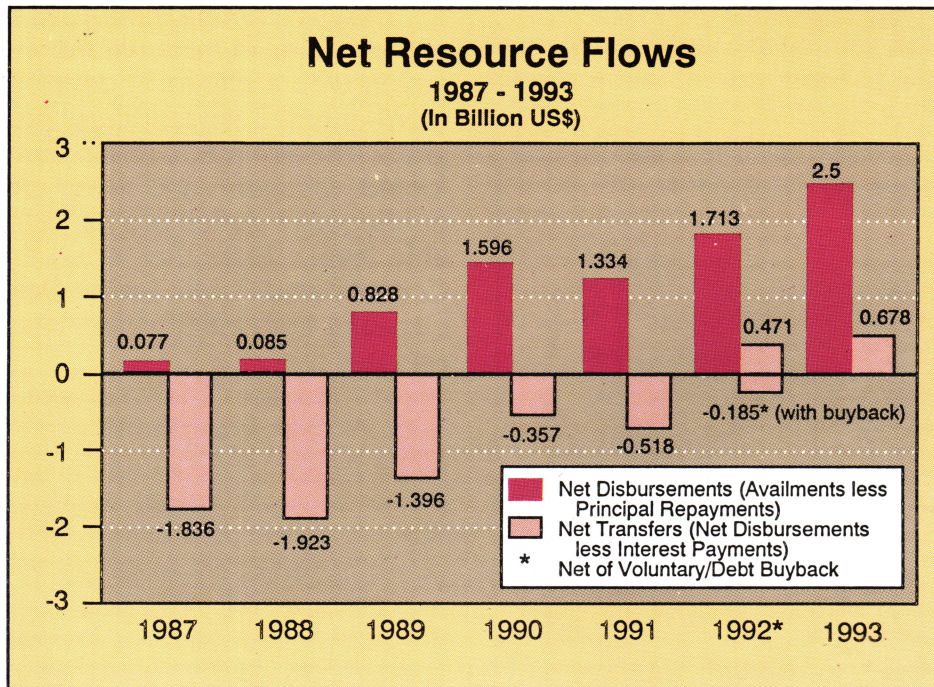 Net Resource Flows
1987 - 1993
(In Billion US$)
3
2
1
0
-1
-2
-3
0.077
0.085
0.828
1.596
1.334
1.713
2.5
0.471
0.678
-1.836
-1.923
-1.396
-0.357
-0.518
-0.185* (with buyback)
Net Disbursements (Availments less
Principal Repayments)
Net Transfers (Net Disbursements
less Interest Payments)
* Net of Voluntary/Debt Buyback
1987 1988 1989 1990 1991 1992* 1993